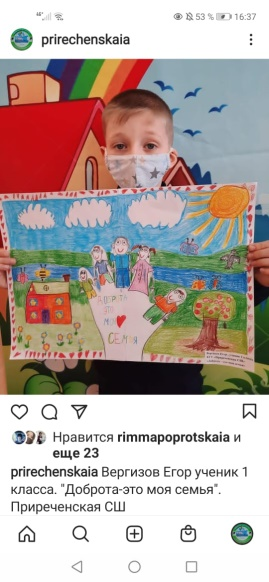 53 % 16:37
prirechenskaia
ДОБРОТА
ЭТО
МОЯ
СЕМЬЯ
Нравится rimmapoprotskaia и
еще 23
prirechenskaia Вергизов Егор ученик 1
класса. "Доброта-это моя семья".
Приреченская СШ